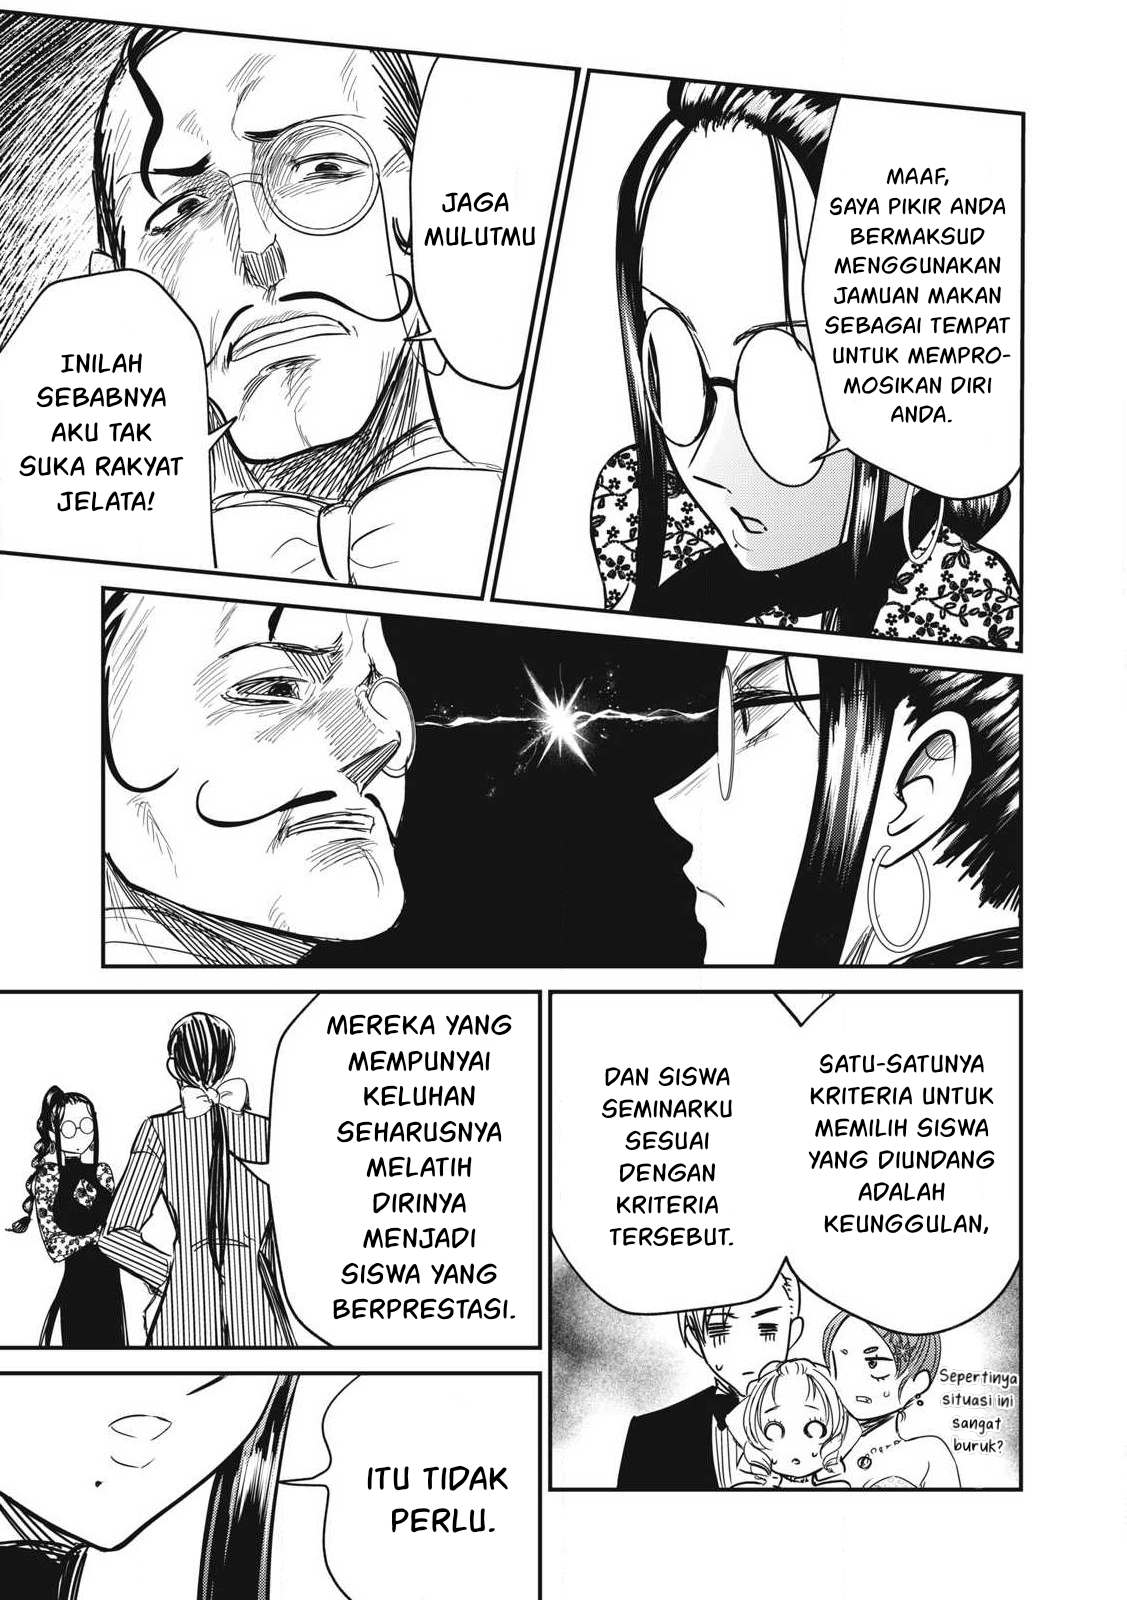 MAAF,
SAYA PIKIR ANDA
BERMAKSUD
MENGGUNAKAN
JAMUAN MAKAN
SEBAGAI TEMPAT
UNTUK MEMPRO-
MOSIKAN DIRI
ANDA.
JAGA
MULUTMU
INILAH
SEBABNYA
AKU TAK
SUKA RAKYAT
JELATA!
SATU-SATUNYA
KRITERIA UNTUK
MEMILIH SISWA
YANG DIUNDANG
ADALAH
KEUNGGULAN,
DAN SISWA
SEMINARKU
SESUAI
DENGAN
KRITERIA
TERSEBUT.
Sepertinya
situasi ini
sangat
buruk?
MEREKA YANG
MEMPUNYAI
KELUHAN
SEHARUSNYA
MELATIH
DIRINYA
MENJADI
SISWA YANG
BERPRESTASI.
ITU TIDAK
PERLU.